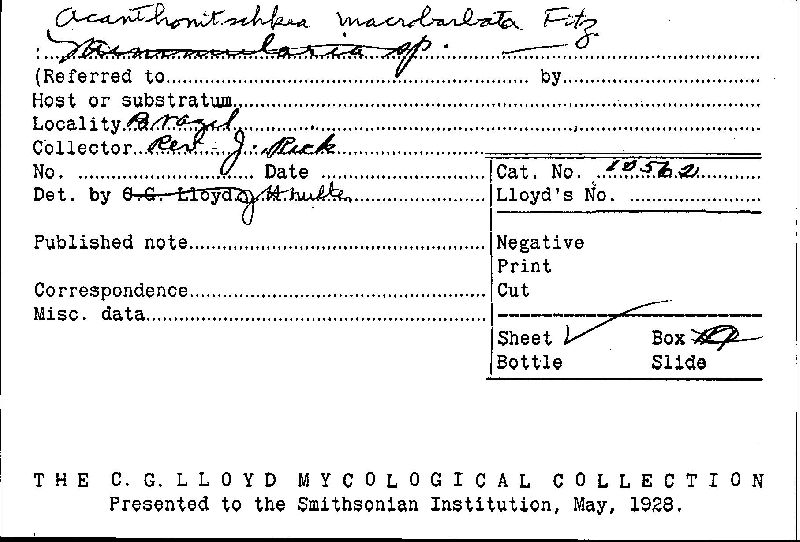 Acanthonitschkea macrobarbata Fitz.
: Nummularia sp.
(Referred to by
Host or substratum
Locality Brazil
Collector Rev. J. Rick
No. Date Cat. No. 10562
Det. by C.G. Lloyd Lloyd's No.
Published note Negative
Print
Correspondence Cut
Misc. data
Sheet ✓ Box
Bottle Slide
THE C.G. LLOYD MYCOLOGICAL COLLECTION
Presented to the Smithsonian Institution, May, 1928.